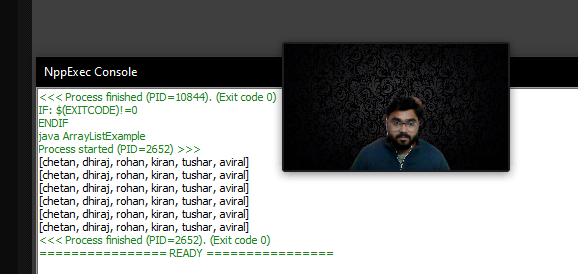 NppExec Console
<<< Process finished (PID=10844). (Exit code 0)
IF: $(EXITCODE)!=0
ENDIF
java ArrayListExample
Process started (PID=2652) >>>
[chetan, dhiraj, rohan, kiran, tushar, aviral]
[chetan, dhiraj, rohan, kiran, tushar, aviral]
[chetan, dhiraj, rohan, kiran, tushar, aviral]
[chetan, dhiraj, rohan, kiran, tushar, aviral]
[chetan, dhiraj, rohan, kiran, tushar, aviral]
[chetan, dhiraj, rohan, kiran, tushar, aviral]
<<< Process finished (PID=2652). (Exit code 0)
================ READY ================